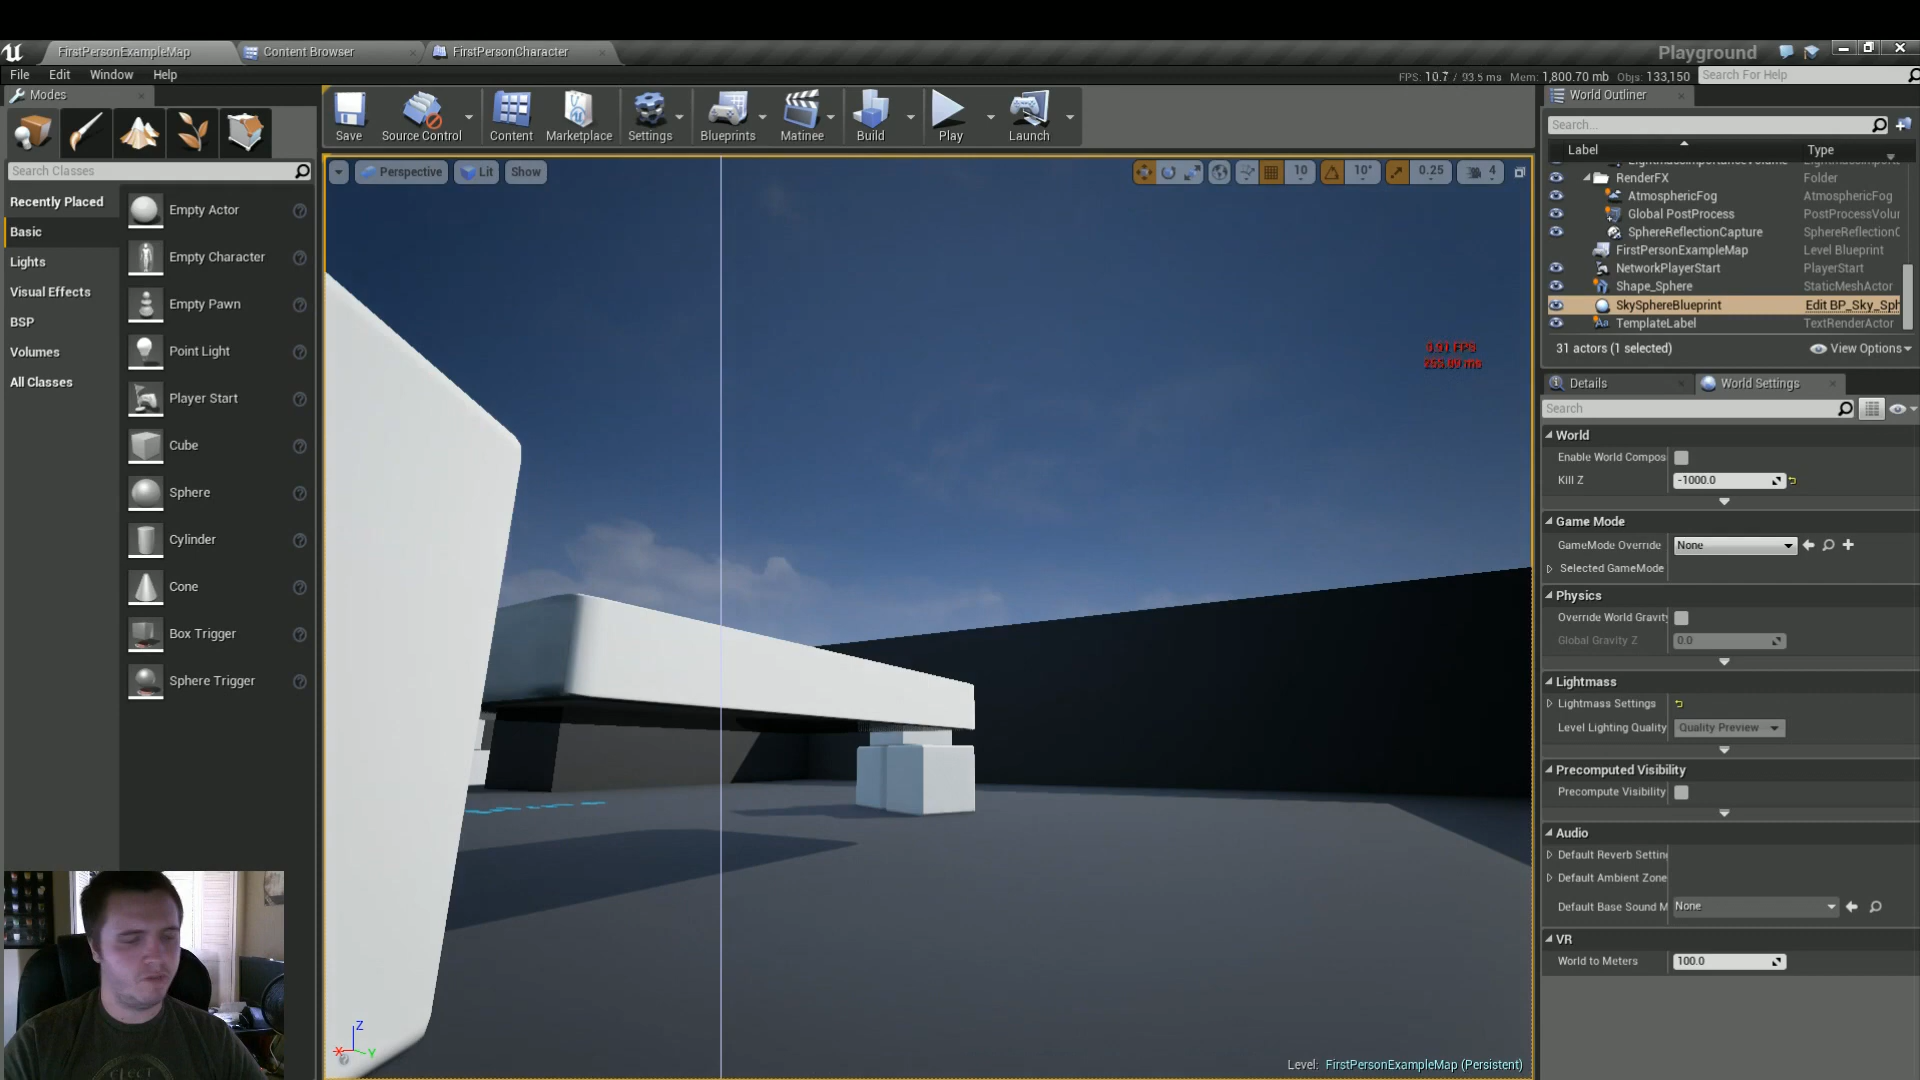 FirstPersonExampleMap
Content Browser
FirstPersonCharacter
Playground
File Edit Window Help
FPS: 10.7 / 93.5 ms Mem: 1,800.70 mb Objs: 133,150
Search For Help
Modes
Save
Source Control
Content
Marketplace
Settings
Blueprints
Matinee
Build
Play
Launch
Search Classes
Recently Placed
Basic
Lights
Visual Effects
BSP
Volumes
All Classes
Empty Actor
Empty Character
Empty Pawn
Point Light
Player Start
Cube
Sphere
Cylinder
Cone
Box Trigger
Sphere Trigger
Perspective
Lit
Show
10
10°
0.25
4
255.80 ms
Z
X
Y
Level: FirstPersonExampleMap (Persistent)
World Outliner
Search...
Label Type
RenderFX Folder
AtmosphericFog AtmosphericFog
Global PostProcess PostProcessVolu
SphereReflectionCapture SphereReflectionC
FirstPersonExampleMap Level Blueprint
NetworkPlayerStart PlayerStart
Shape_Sphere StaticMeshActor
SkySphereBlueprint Edit BP_Sky_Sph
TemplateLabel TextRenderActor
31 actors (1 selected)
View Options
Details
World Settings
Search
World
Enable World Compos
Kill Z -1000.0
Game Mode
GameMode Override None
Selected GameMode
Physics
Override World Gravity
Global Gravity Z 0.0
Lightmass
Lightmass Settings
Level Lighting Quality Quality Preview
Precomputed Visibility
Precompute Visibility
Audio
Default Reverb Settin
Default Ambient Zone
Default Base Sound M None
VR
World to Meters 100.0